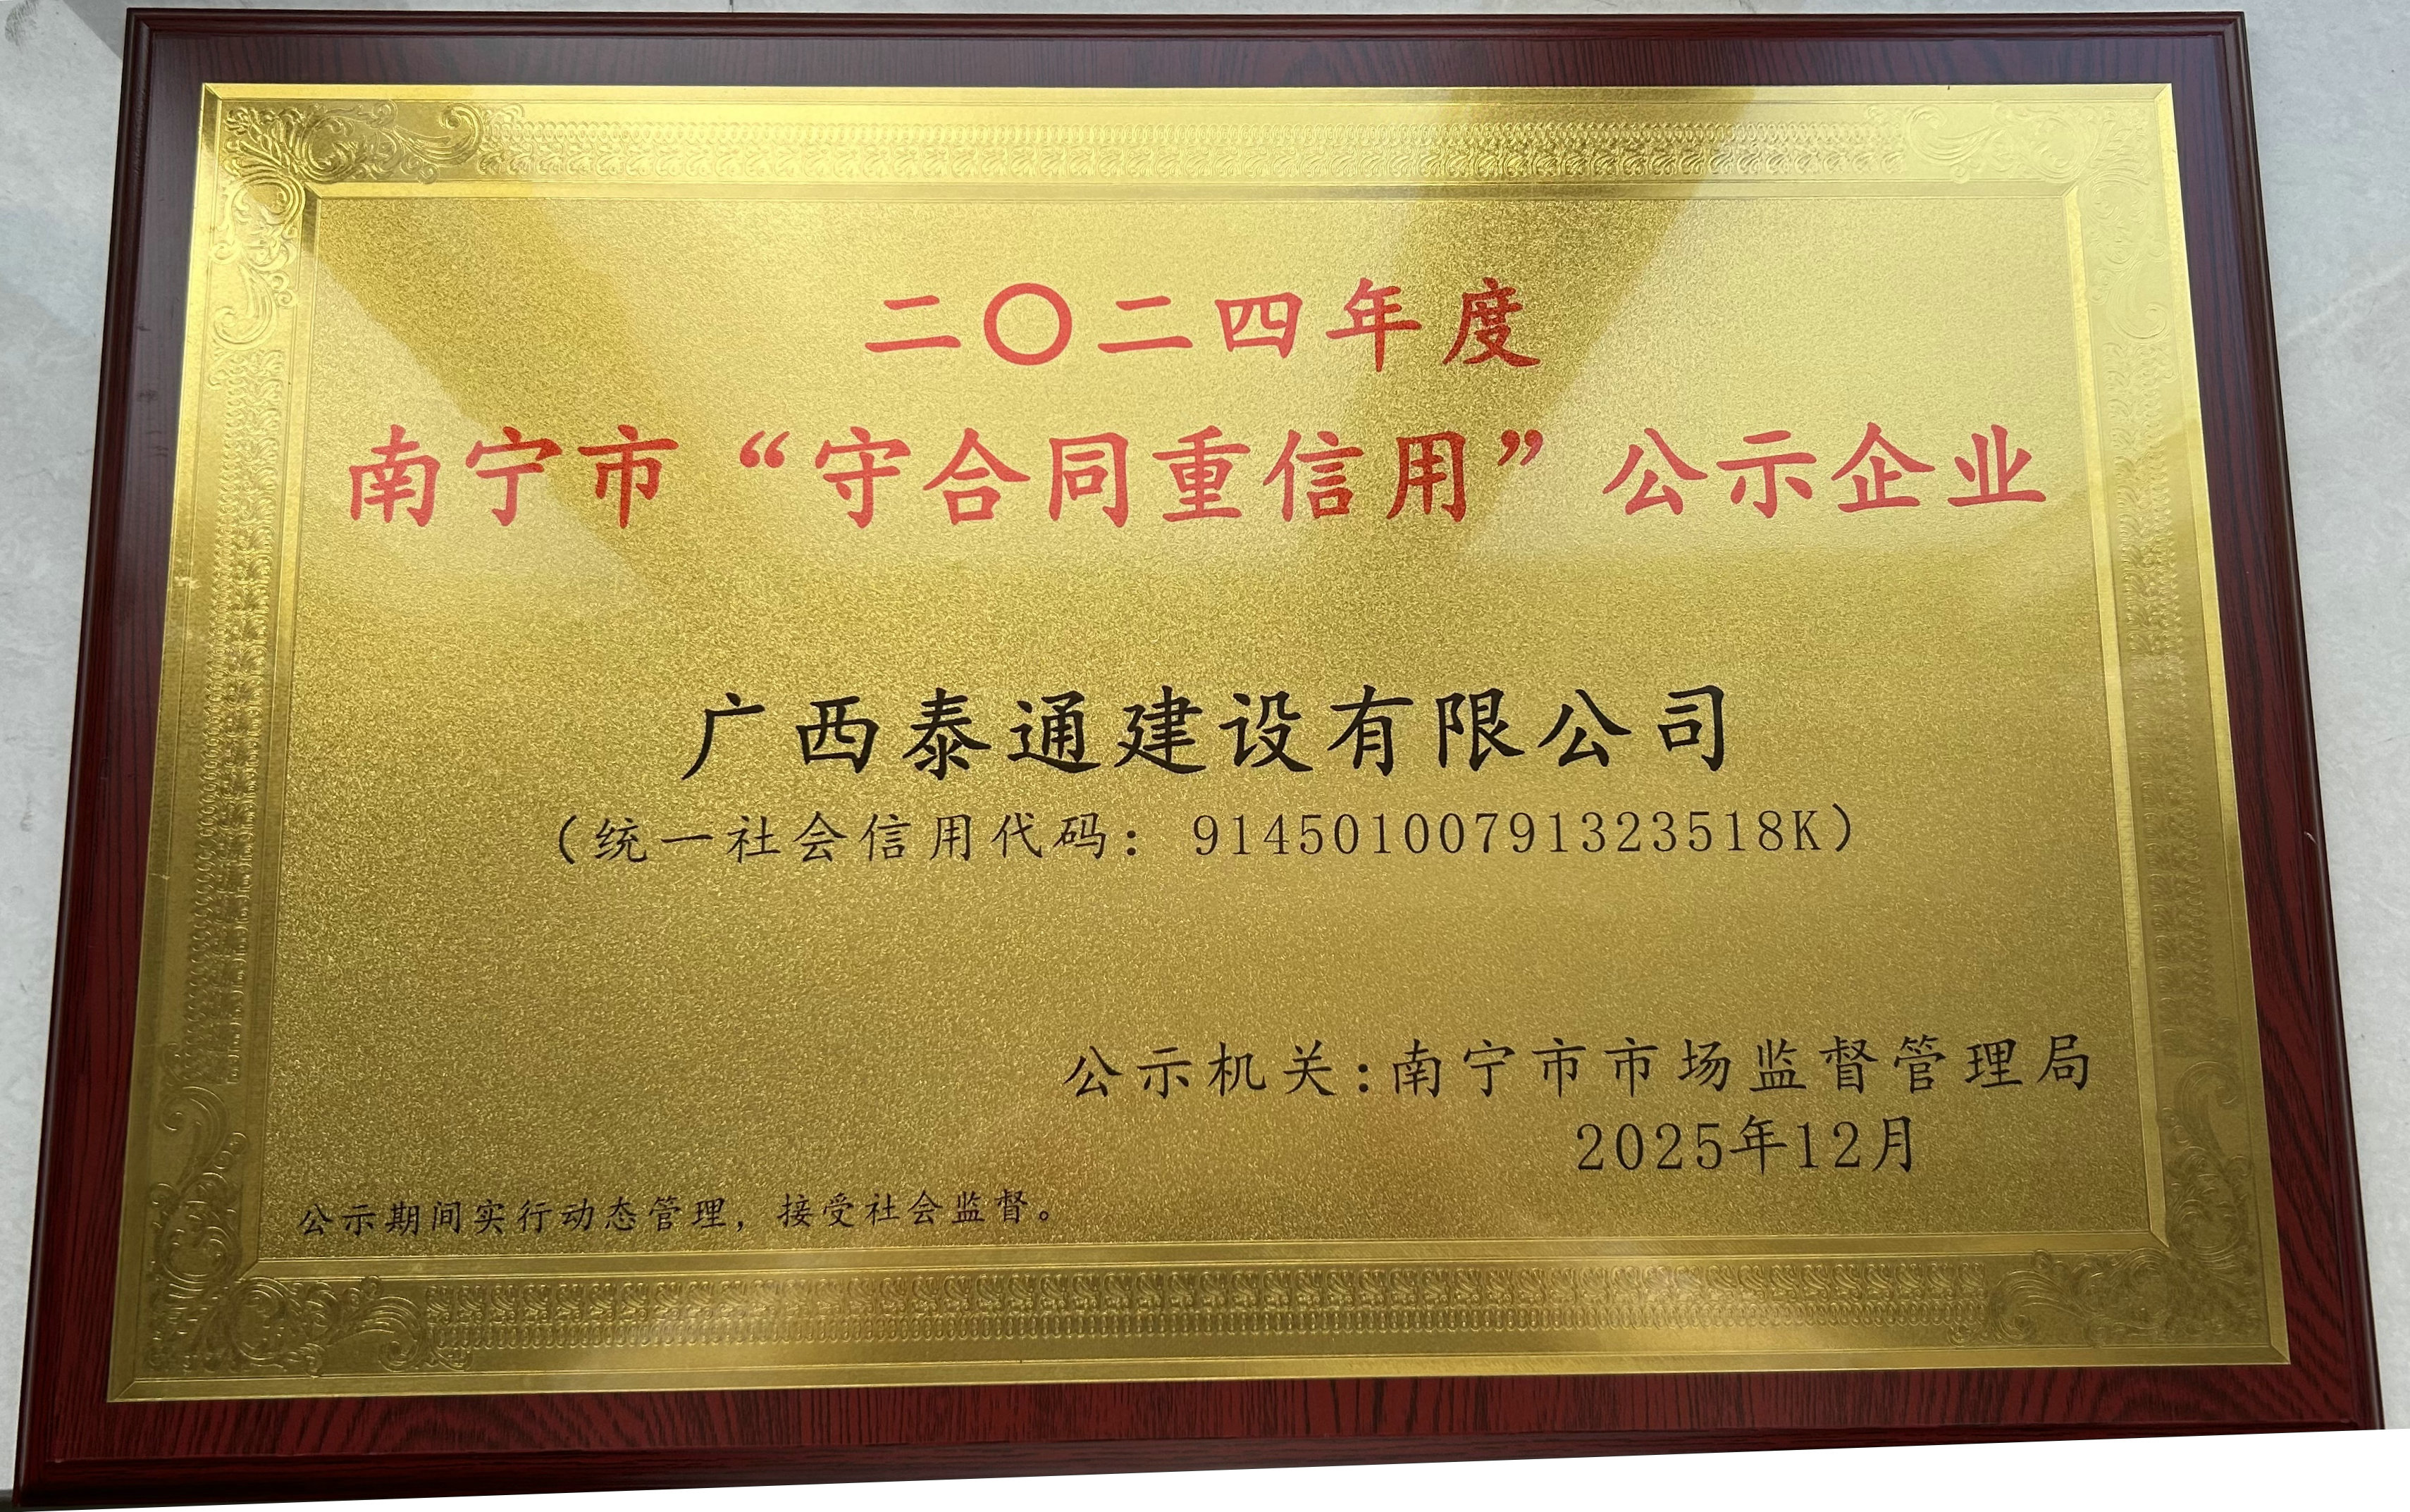 二〇二四年度
南宁市“守合同重信用”公示企业
广西泰通建设有限公司
（统一社会信用代码：91450100791323518K）
公示机关:南宁市市场监督管理局
2025年12月
公示期间实行动态管理，接受社会监督。